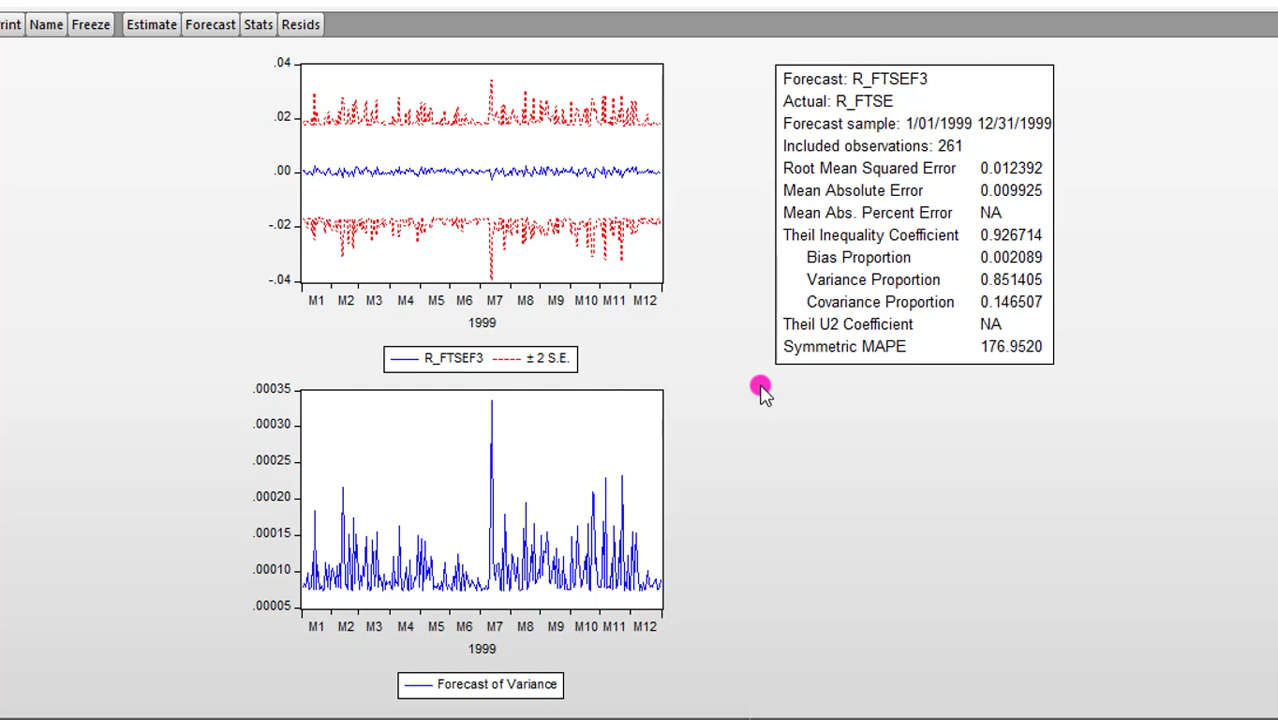 rint Name Freeze Estimate Forecast Stats Resids
.04
.02
.00
-.02
-.04
M1 M2 M3 M4 M5 M6 M7 M8 M9 M10 M11 M12
1999
R_FTSEF3 ± 2 S.E.
Forecast: R_FTSEF3
Actual: R_FTSE
Forecast sample: 1/01/1999 12/31/1999
Included observations: 261
Root Mean Squared Error 0.012392
Mean Absolute Error 0.009925
Mean Abs. Percent Error NA
Theil Inequality Coefficient 0.926714
Bias Proportion 0.002089
Variance Proportion 0.851405
Covariance Proportion 0.146507
Theil U2 Coefficient NA
Symmetric MAPE 176.9520
.00035
.00030
.00025
.00020
.00015
.00010
.00005
M1 M2 M3 M4 M5 M6 M7 M8 M9 M10 M11 M12
1999
Forecast of Variance